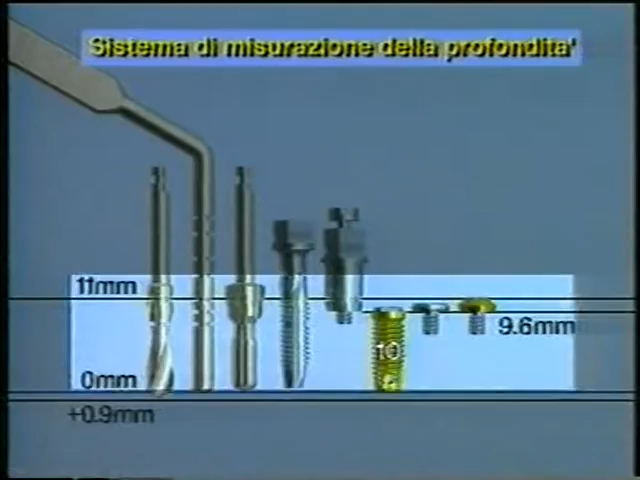 Sistema di misurazione della profondita'
11mm
10
9.6mm
0mm
+0.9mm